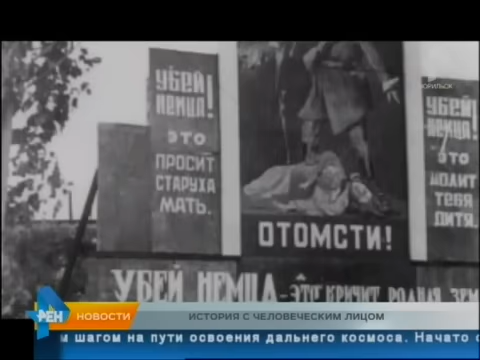 УБЕЙ
НЕМЦА!
ЭТО
ПРОСИТ
СТАРУХА
МАТЬ.
ОТОМСТИ!
УБЕЙ
НЕМЦА!
ЭТО
МОЛИТ
ТЕБЯ
ДИТЯ.
УБЕЙ НЕМЦА - ЭТО КРИЧИТ РОДНАЯ ЗЕМ
РЕН
НОВОСТИ
ИСТОРИЯ С ЧЕЛОВЕЧЕСКИМ ЛИЦОМ
м шагом на пути освоения дальнего космоса. Начато с